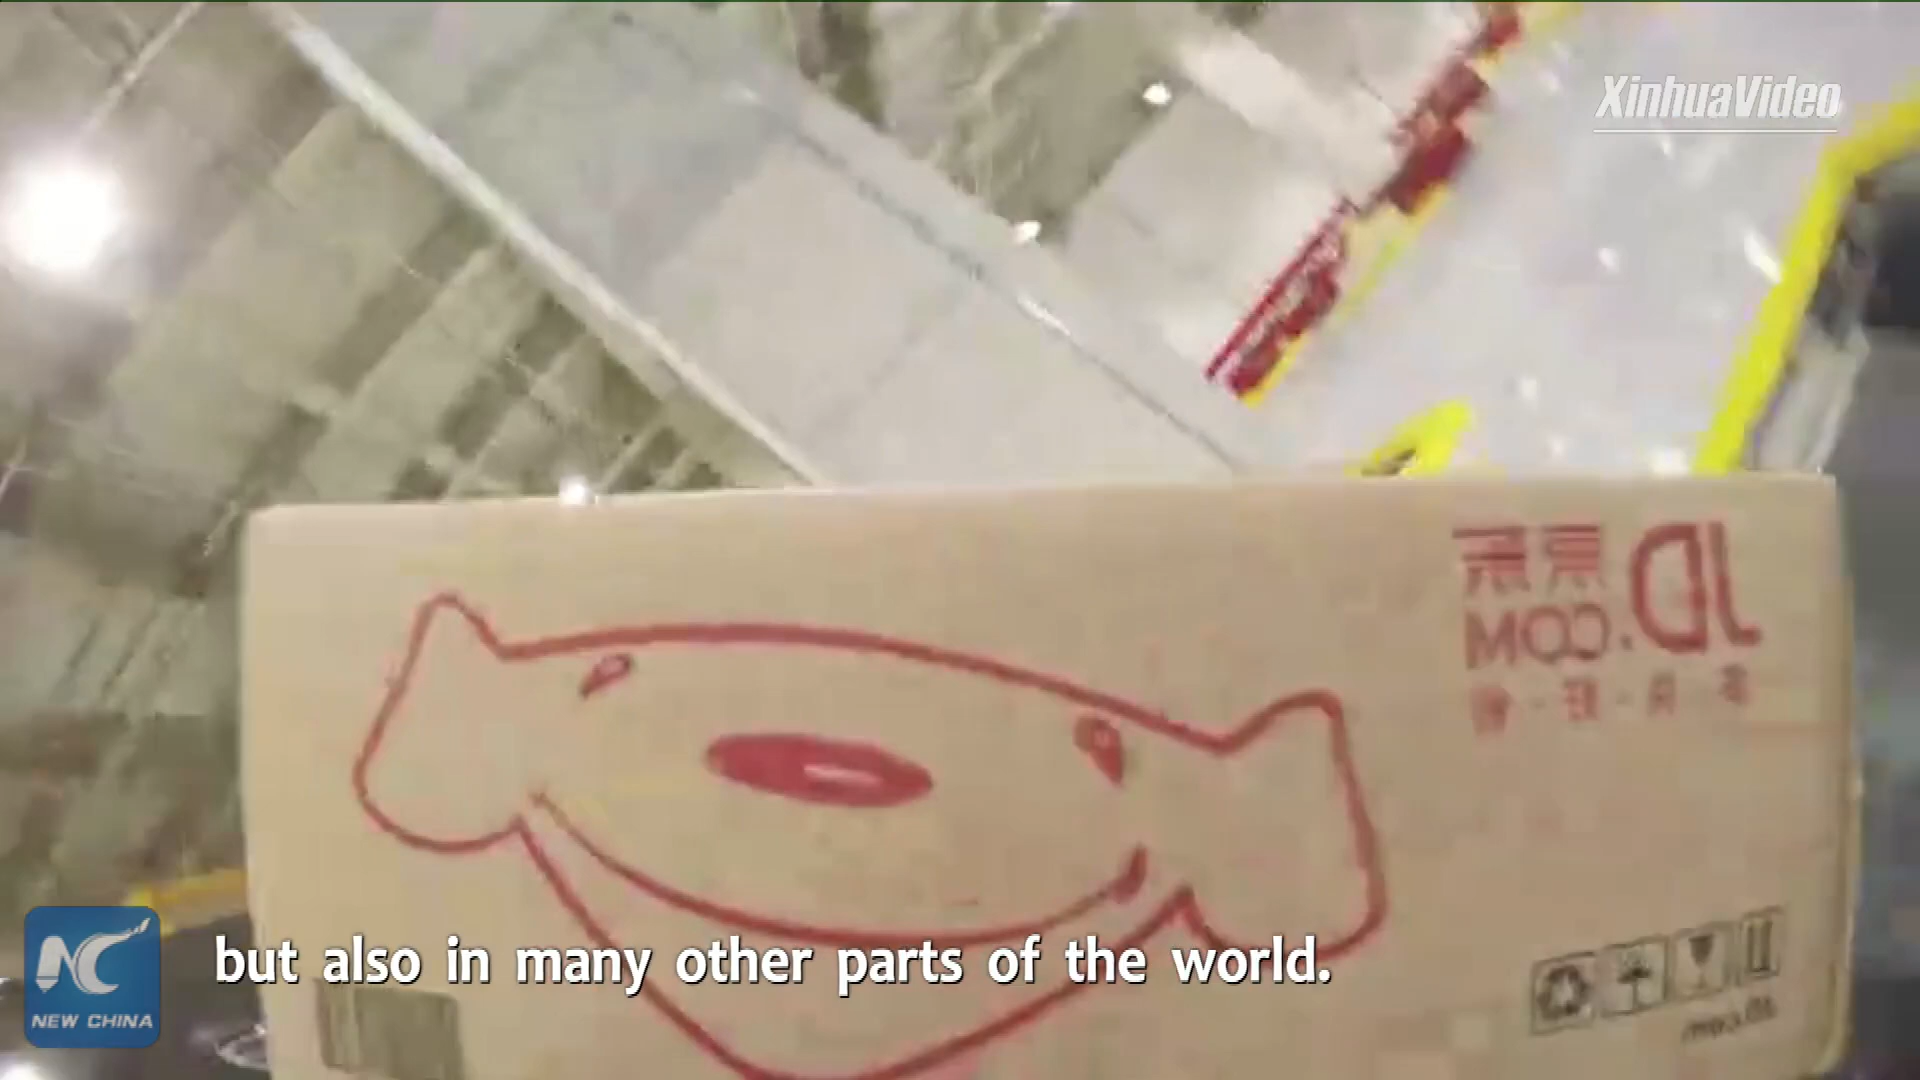 XinhuaVideo
JD 京东
.COM
NEW CHINA
but also in many other parts of the world.